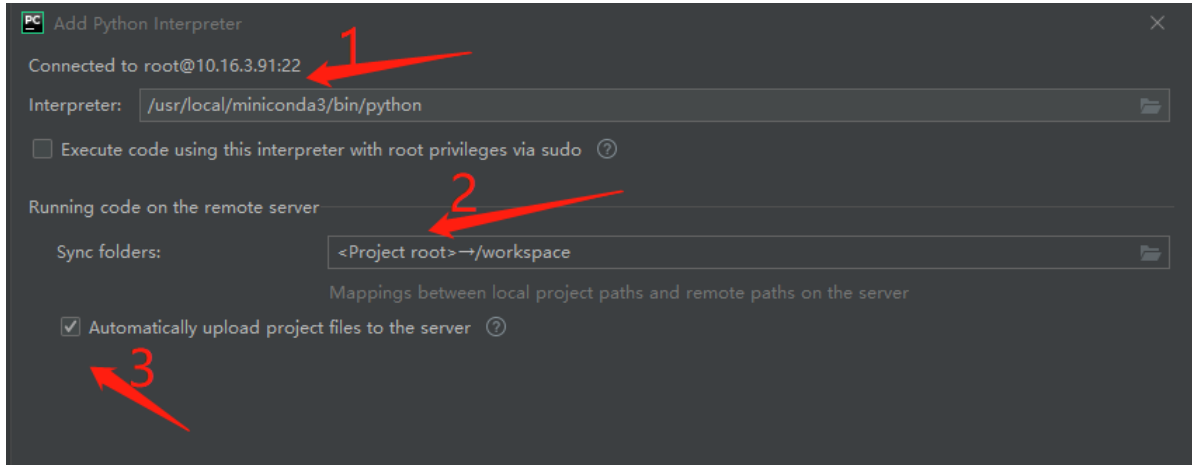 PC Add Python Interpreter
1
Connected to root@10.16.3.91:22
Interpreter: /usr/local/miniconda3/bin/python
Execute code using this interpreter with root privileges via sudo ?
2
Running code on the remote server
Sync folders: <Project root>→/workspace
Mappings between local project paths and remote paths on the server
Automatically upload project files to the server ?
3